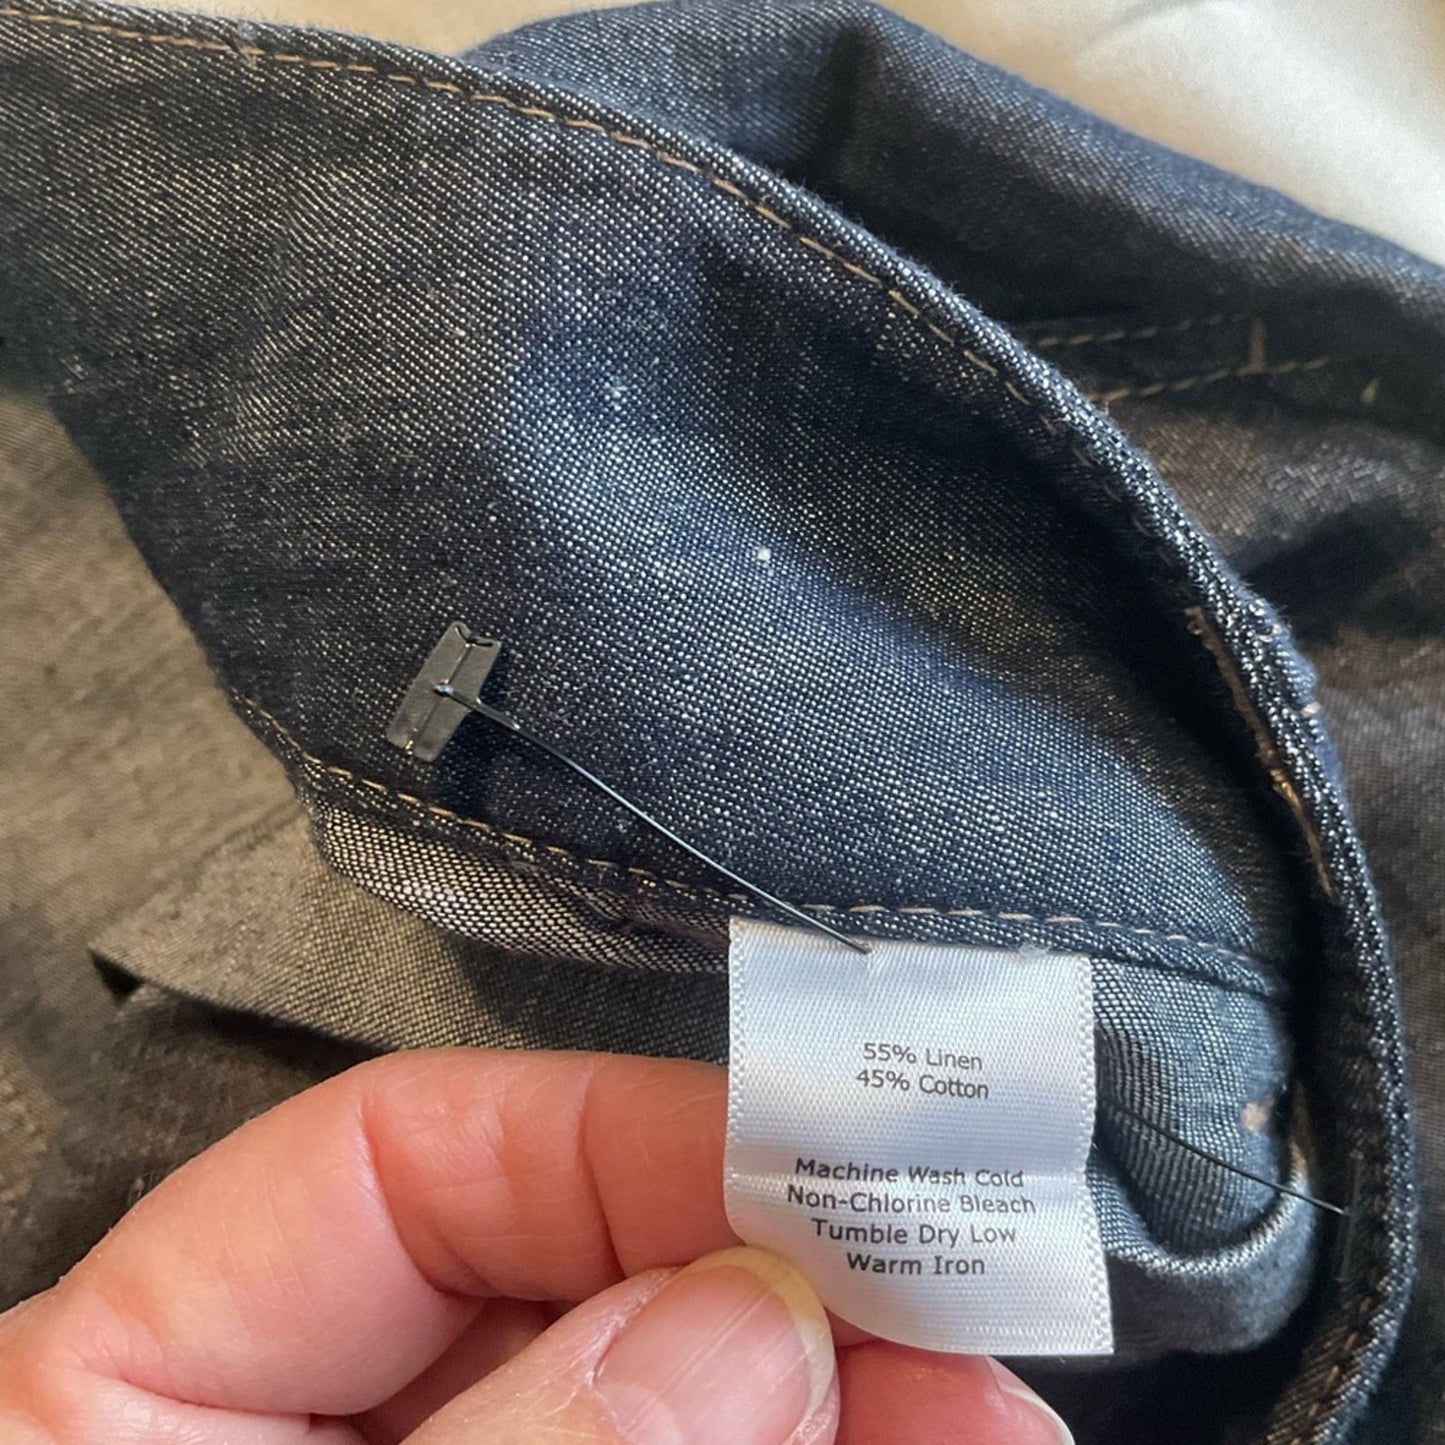 55% Linen
45% Cotton
Machine Wash Cold
Non-Chlorine Bleach
Tumble Dry Low
Warm Iron